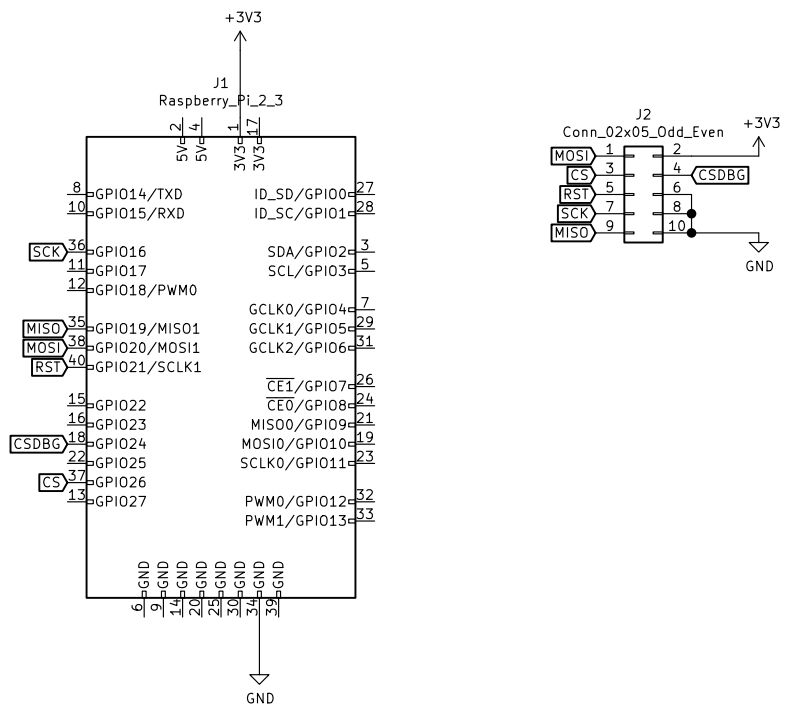 +3V3
J1
Raspberry_Pi_2_3
2 4 1 17
5V 5V 3V3 3V3
8 GPIO14/TXD ID_SD/GPIO0 27
10 GPIO15/RXD ID_SC/GPIO1 28
SCK 36 GPIO16 SDA/GPIO2 3
11 GPIO17 SCL/GPIO3 5
12 GPIO18/PWM0
GCLK0/GPIO4 7
MISO 35 GPIO19/MISO1 GCLK1/GPIO5 29
MOSI 38 GPIO20/MOSI1 GCLK2/GPIO6 31
RST 40 GPIO21/SCLK1
CE1/GPIO7 26
15 GPIO22 CE0/GPIO8 24
16 GPIO23 MISO0/GPIO9 21
CSDBG 18 GPIO24 MOSI0/GPIO10 19
22 GPIO25 SCLK0/GPIO11 23
CS 37 GPIO26
13 GPIO27 PWM0/GPIO12 32
PWM1/GPIO13 33
GND GND GND GND GND GND GND GND
6 9 14 20 25 30 34 39
GND
J2
Conn_02x05_Odd_Even
+3V3
MOSI 1 2
CS 3 4 CSDBG
RST 5 6
SCK 7 8
MISO 9 10
GND